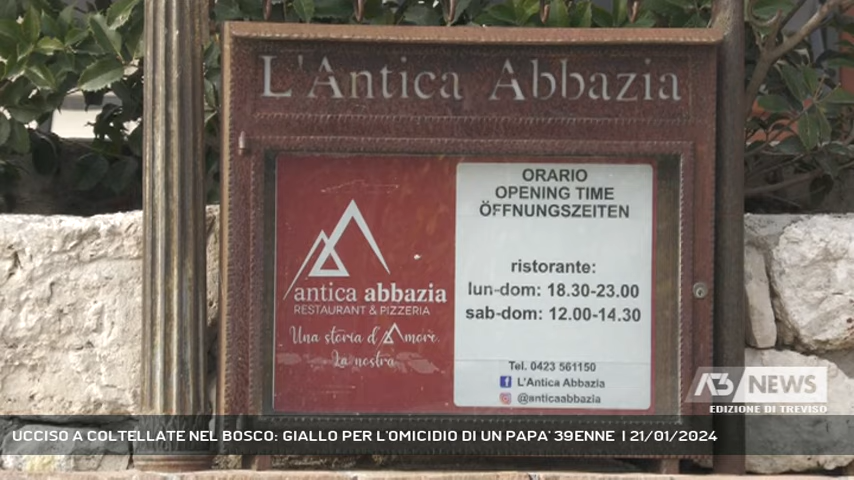 L'Antica Abbazia
antica abbazia
RESTAURANT & PIZZERIA
Una storia d'Amore.
La nostra
ORARIO
OPENING TIME
ÖFFNUNGSZEITEN
ristorante:
lun-dom: 18.30-23.00
sab-dom: 12.00-14.30
Tel. 0423 561150
L'Antica Abbazia
@anticaabbazia
A3 NEWS
EDIZIONE DI TREVISO
UCCISO A COLTELLATE NEL BOSCO: GIALLO PER L'OMICIDIO DI UN PAPA' 39ENNE | 21/01/2024